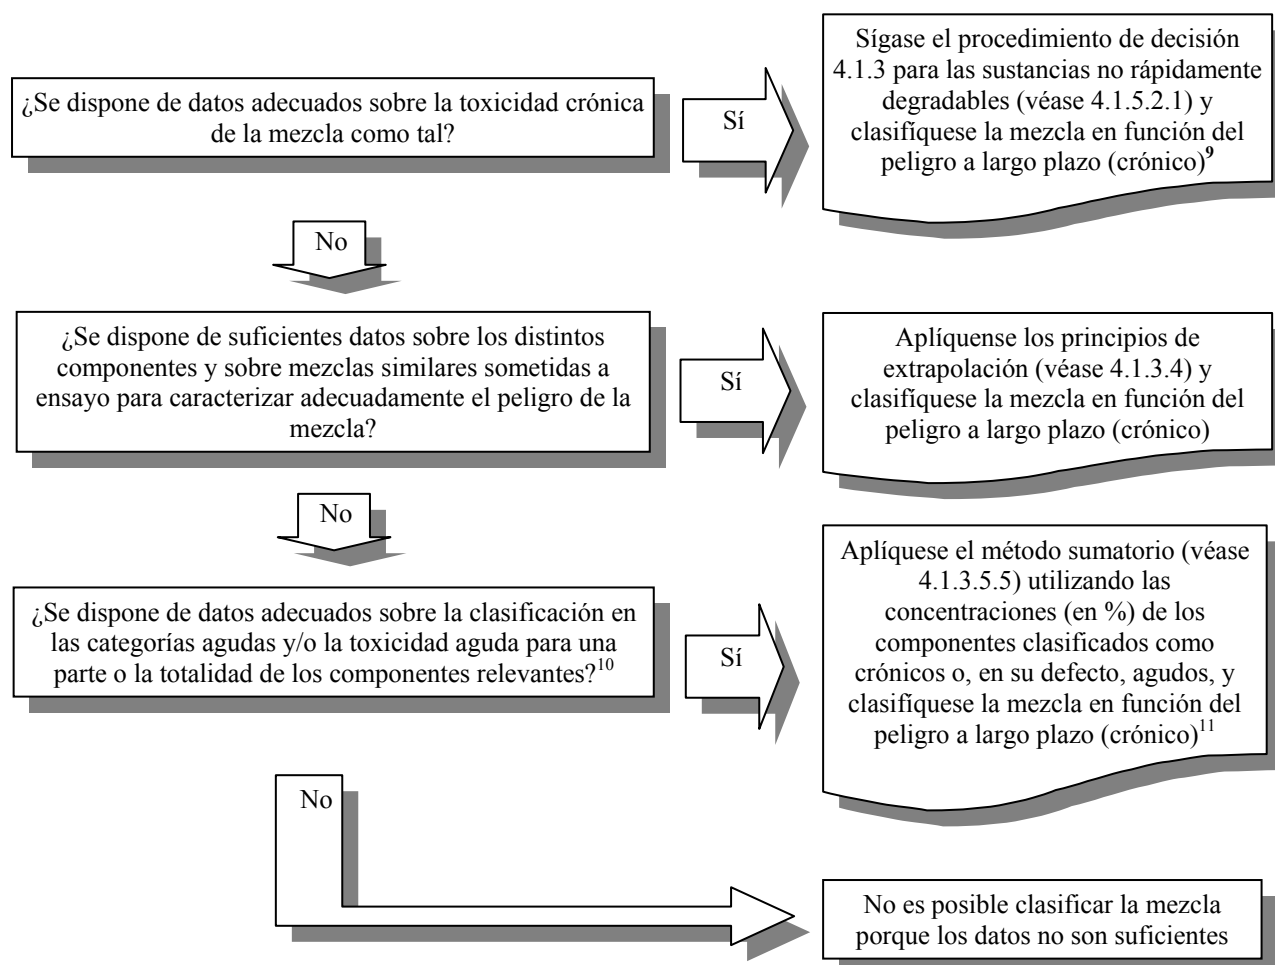 ¿Se dispone de datos adecuados sobre la toxicidad crónica
de la mezcla como tal?
Sí
Sígase el procedimiento de decisión
4.1.3 para las sustancias no rápidamente
degradables (véase 4.1.5.2.1) y
clasifíquese la mezcla en función del
peligro a largo plazo (crónico)9
No
¿Se dispone de suficientes datos sobre los distintos
componentes y sobre mezclas similares sometidas a
ensayo para caracterizar adecuadamente el peligro de la
mezcla?
Sí
Aplíquense los principios de
extrapolación (véase 4.1.3.4) y
clasifíquese la mezcla en función del
peligro a largo plazo (crónico)
No
¿Se dispone de datos adecuados sobre la clasificación en
las categorías agudas y/o la toxicidad aguda para una
parte o la totalidad de los componentes relevantes?10
Sí
Aplíquese el método sumatorio (véase
4.1.3.5.5) utilizando las
concentraciones (en %) de los
componentes clasificados como
crónicos o, en su defecto, agudos, y
clasifíquese la mezcla en función del
peligro a largo plazo (crónico)11
No
No es posible clasificar la mezcla
porque los datos no son suficientes